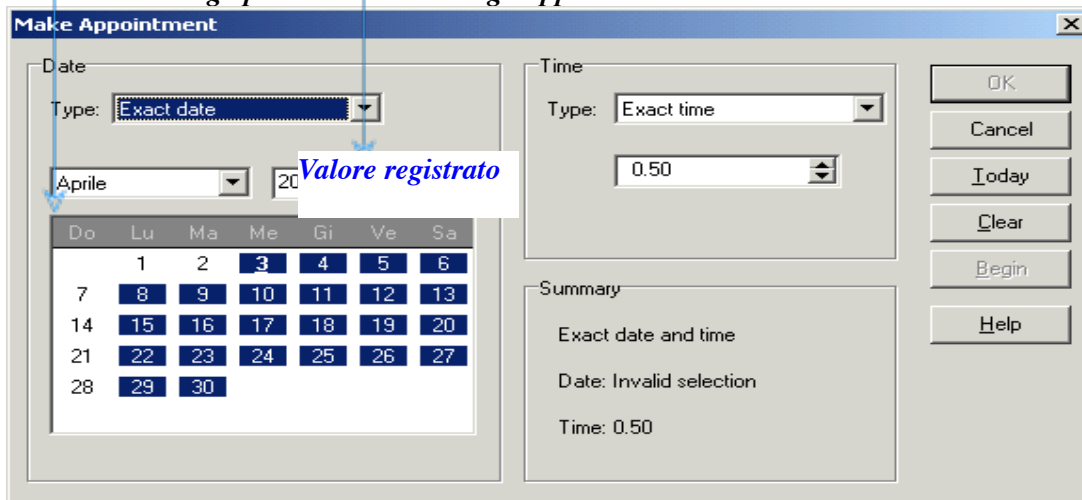 Make Appointment
Date
Type: Exact date
Aprile 20
Valore registrato
Do Lu Ma Me Gi Ve Sa
1 2 3 4 5 6
7 8 9 10 11 12 13
14 15 16 17 18 19 20
21 22 23 24 25 26 27
28 29 30
Time
Type: Exact time
0.50
Summary
Exact date and time
Date: Invalid selection
Time: 0.50
OK
Cancel
Today
Clear
Begin
Help